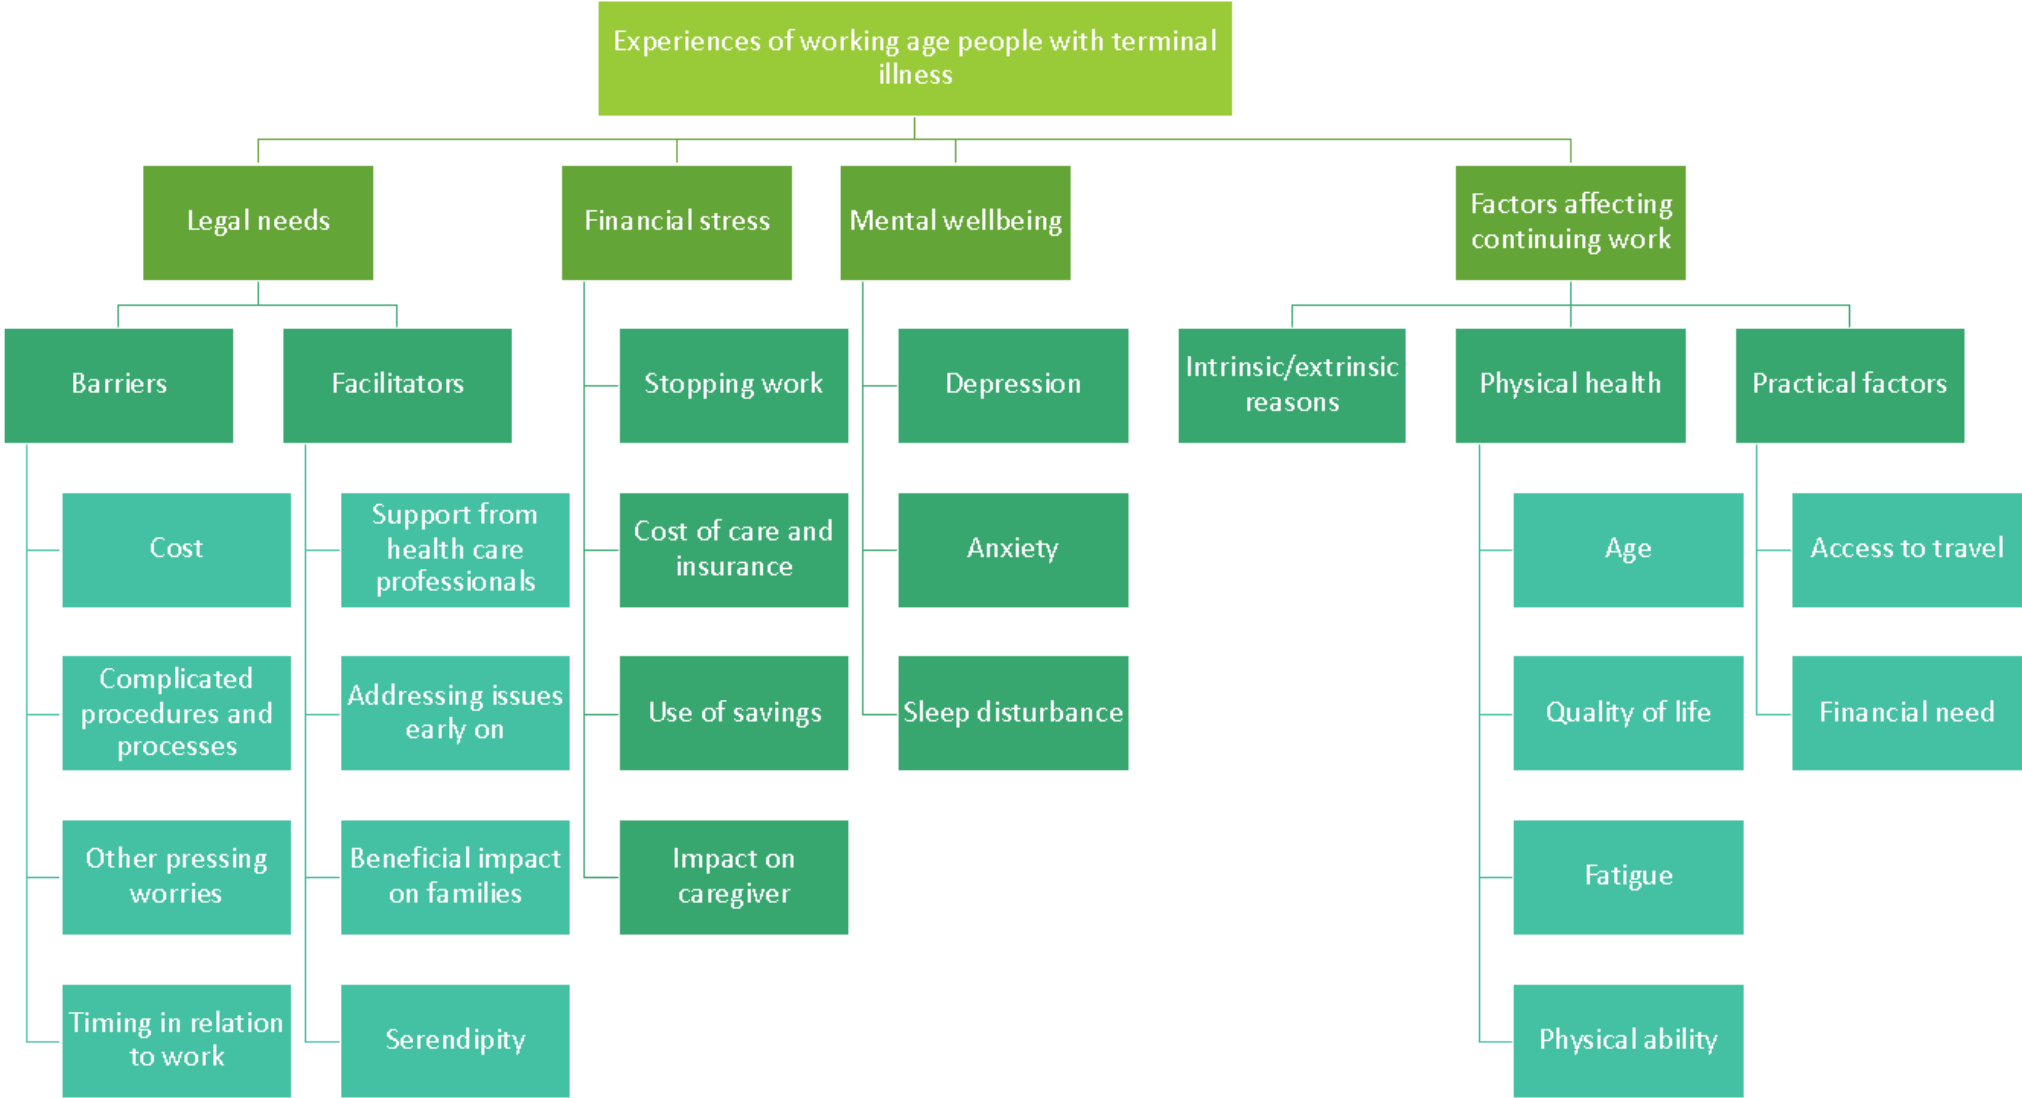 Experiences of working age people with terminal
illness
Legal needs
Financial stress
Mental wellbeing
Factors affecting
continuing work
Barriers
Facilitators
Stopping work
Depression
Intrinsic/extrinsic
reasons
Physical health
Practical factors
Cost
Support from
health care
professionals
Cost of care and
insurance
Anxiety
Age
Access to travel
Complicated
procedures and
processes
Addressing issues
early on
Use of savings
Sleep disturbance
Quality of life
Financial need
Other pressing
worries
Beneficial impact
on families
Impact on
caregiver
Fatigue
Timing in relation
to work
Serendipity
Physical ability